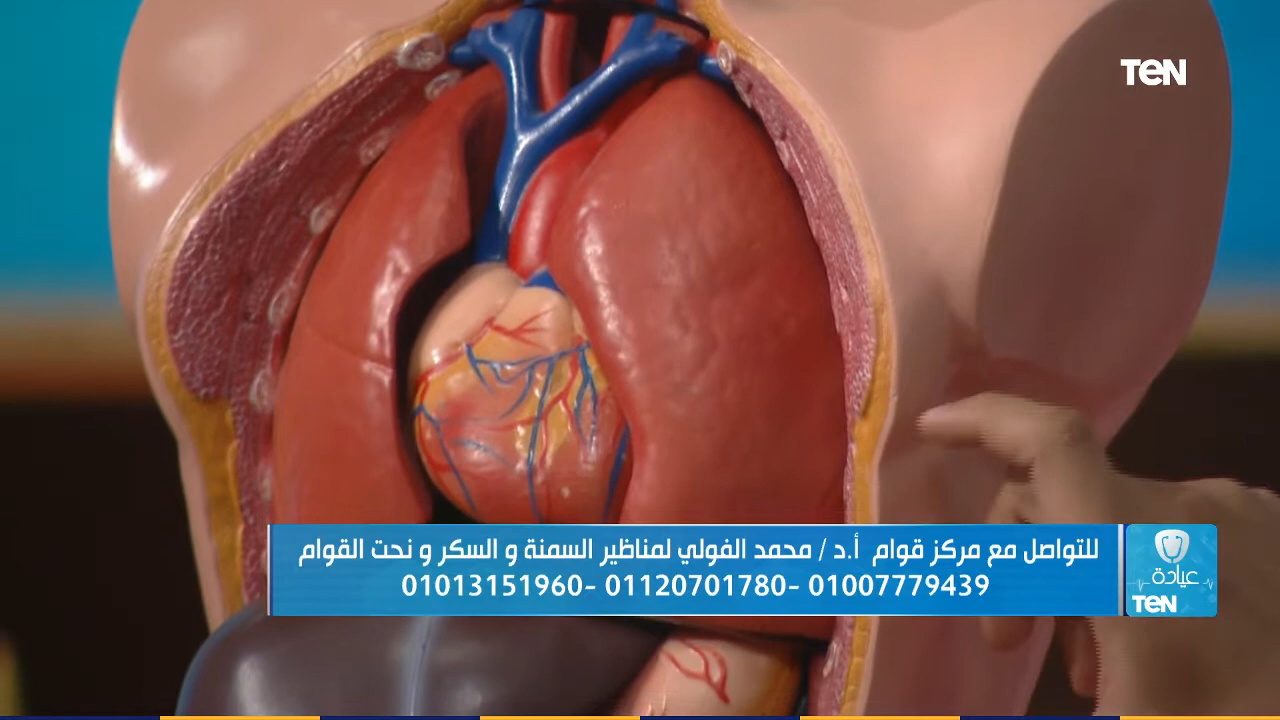 TEN
للتواصل مع مركز قوام أ.د / محمد الفولي لمناظير السمنة و السكر و نحت القوام
01013151960- 01120701780- 01007779439
عيادة
TEN